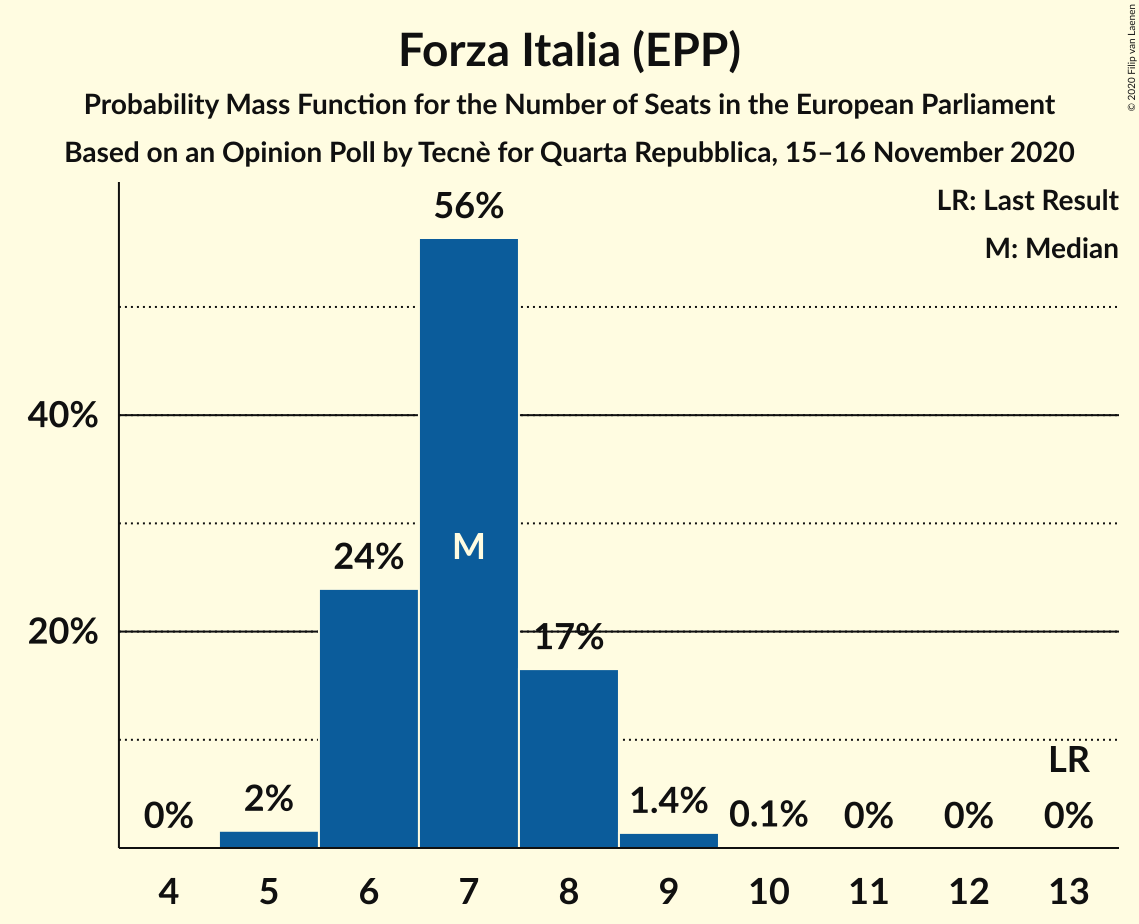 Forza Italia (EPP)
Probability Mass Function for the Number of Seats in the European Parliament
Based on an Opinion Poll by Tecnè for Quarta Repubblica, 15–16 November 2020
© 2020 Filip van Laenen
LR: Last Result
M: Median
56%
40%
M
24%
20%
17%
LR
0%
2%
1.4%
0.1%
0%
0%
0%
4 5 6 7 8 9 10 11 12 13